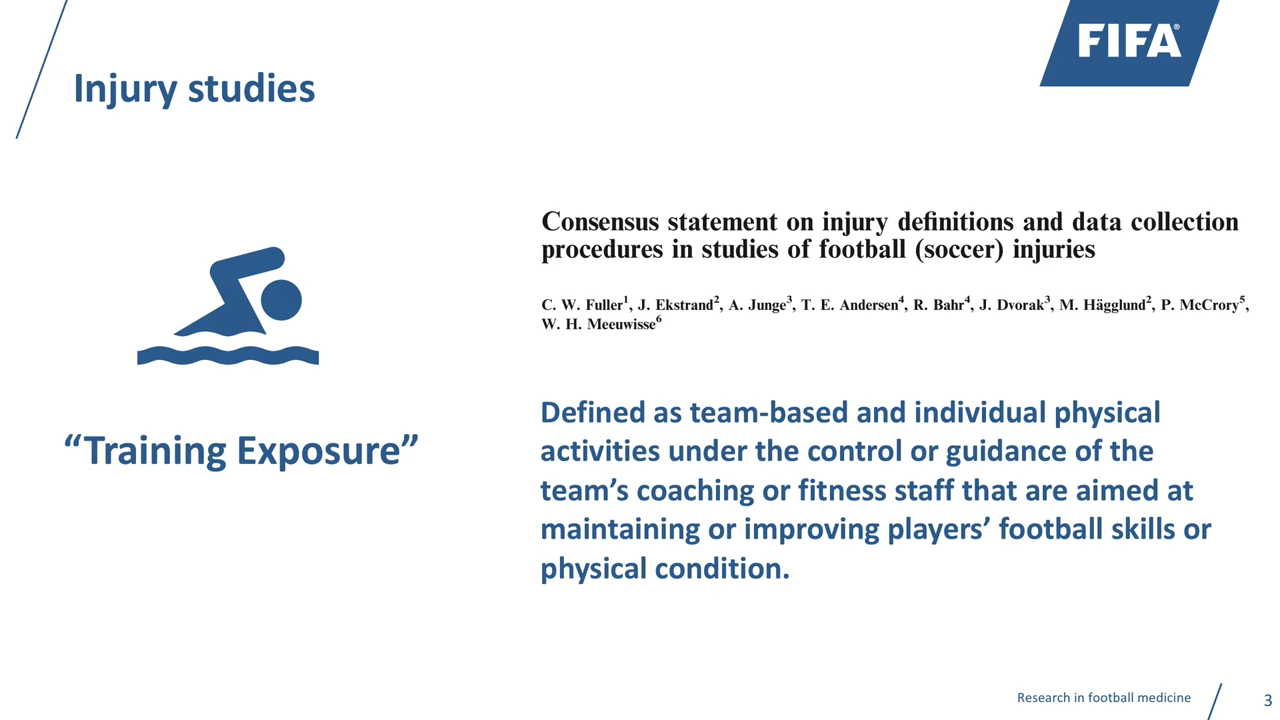 FIFA®
Injury studies
Consensus statement on injury definitions and data collection
procedures in studies of football (soccer) injuries
C. W. Fuller1, J. Ekstrand2, A. Junge3, T. E. Andersen4, R. Bahr4, J. Dvorak3, M. Hägglund2, P. McCrory5,
W. H. Meeuwisse6
“Training Exposure”
Defined as team-based and individual physical
activities under the control or guidance of the
team’s coaching or fitness staff that are aimed at
maintaining or improving players’ football skills or
physical condition.
Research in football medicine
3